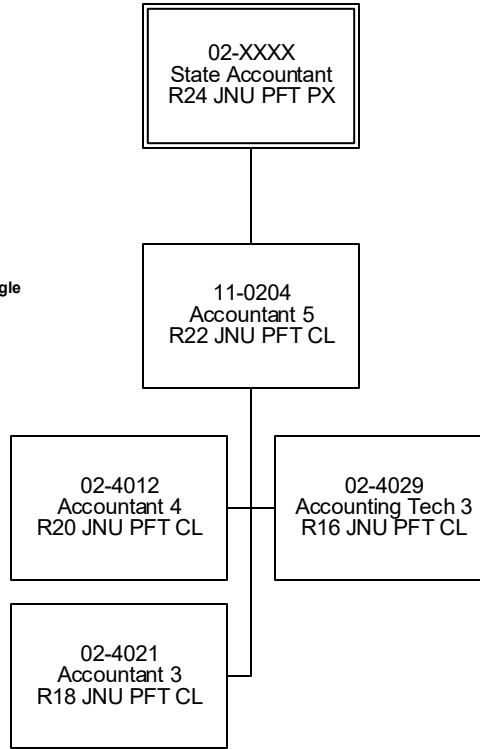 02-XXXX
State Accountant
R24 JNU PFT PX
gle
11-0204
Accountant 5
R22 JNU PFT CL
02-4012
Accountant 4
R20 JNU PFT CL
02-4029
Accounting Tech 3
R16 JNU PFT CL
02-4021
Accountant 3
R18 JNU PFT CL